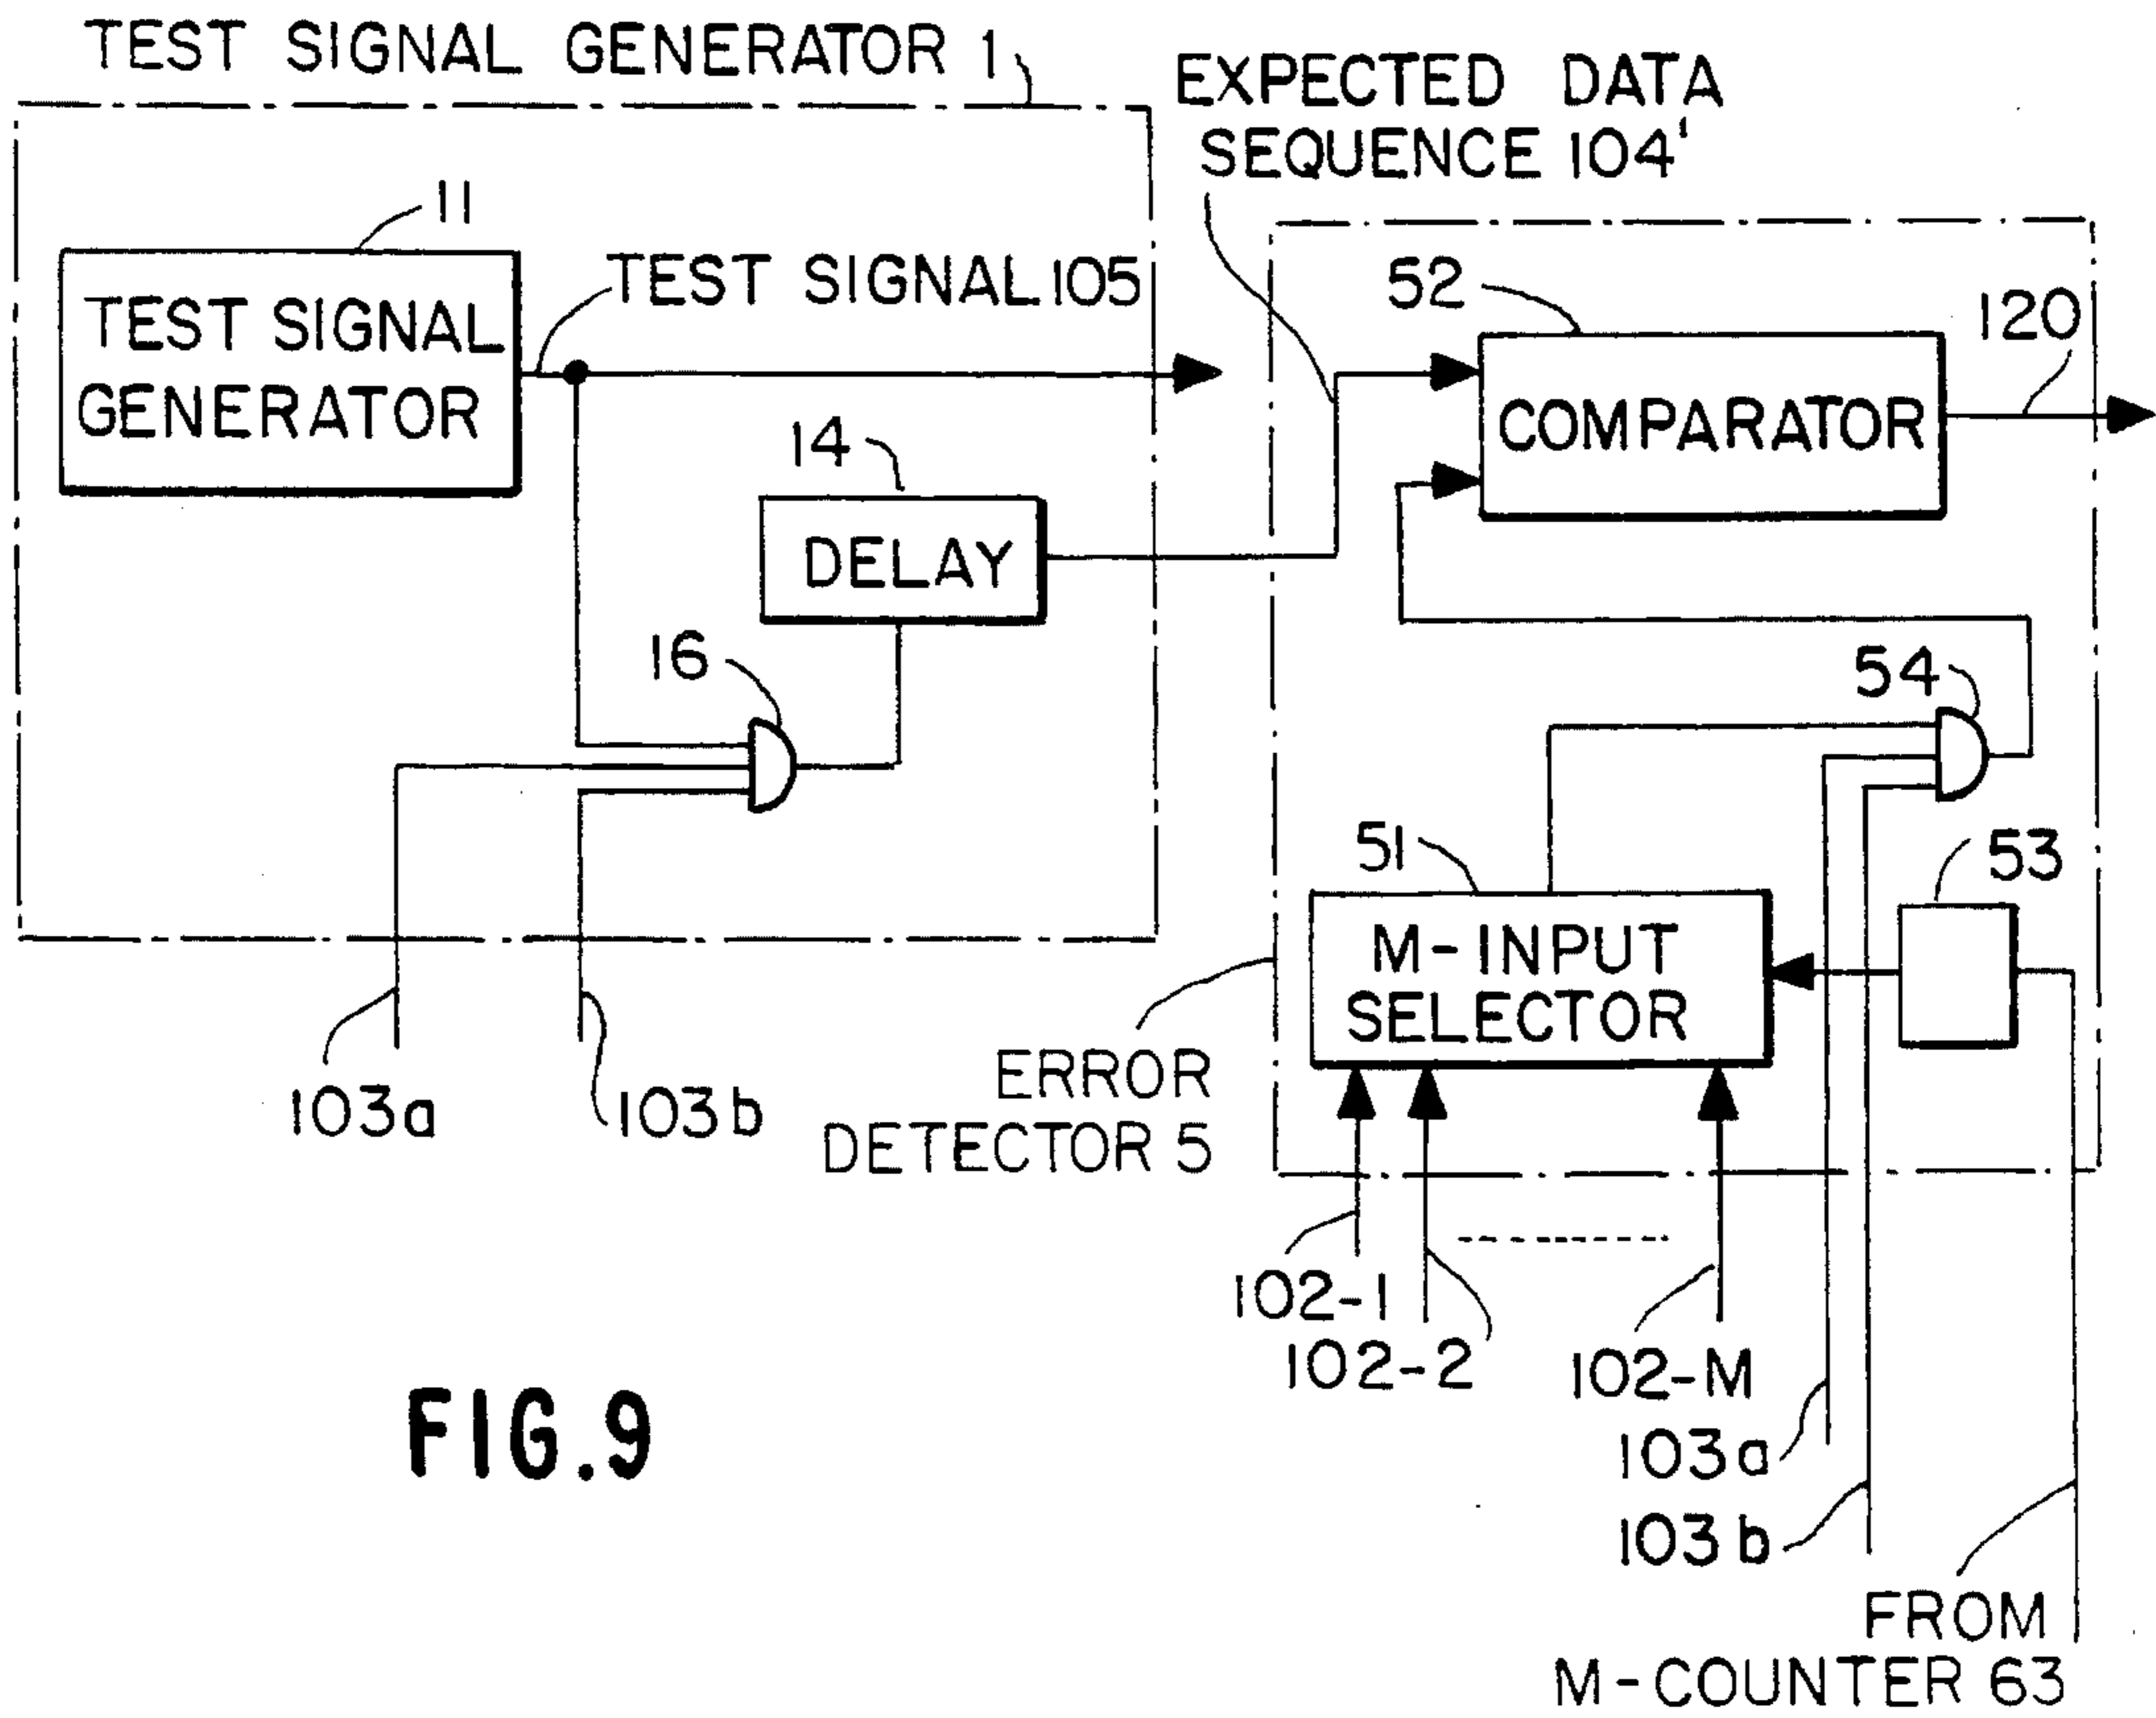 TEST SIGNAL GENERATOR 1
EXPECTED DATA
SEQUENCE 104'
11
TEST SIGNAL
GENERATOR
TEST SIGNAL 105
52
120
COMPARATOR
14
DELAY
16
54
51
53
M-INPUT
SELECTOR
103a
103b
ERROR
DETECTOR 5
102-1
102-2
102-M
103a
103b
FROM
M-COUNTER 63
FIG.9